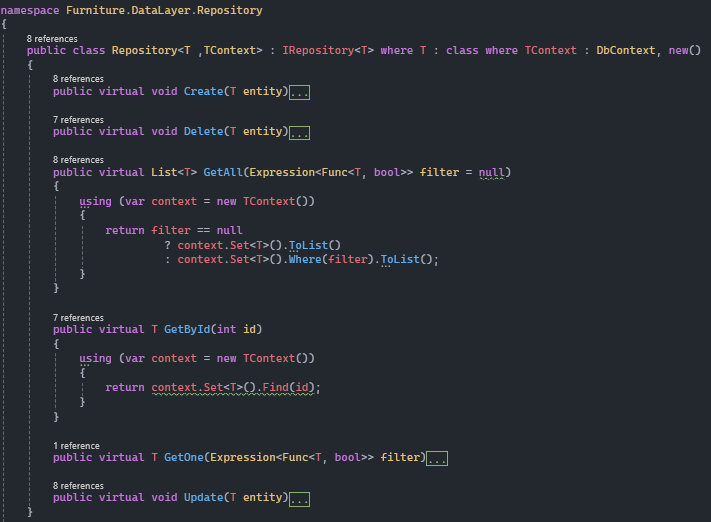 namespace Furniture.DataLayer.Repository
{
8 references
public class Repository<T ,TContext> : IRepository<T> where T : class where TContext : DbContext, new()
{
8 references
public virtual void Create(T entity)...
7 references
public virtual void Delete(T entity)...
8 references
public virtual List<T> GetAll(Expression<Func<T, bool>> filter = null)
{
using (var context = new TContext())
{
return filter == null
? context.Set<T>().ToList()
: context.Set<T>().Where(filter).ToList();
}
}
7 references
public virtual T GetById(int id)
{
using (var context = new TContext())
{
return context.Set<T>().Find(id);
}
}
1 reference
public virtual T GetOne(Expression<Func<T, bool>> filter)...
8 references
public virtual void Update(T entity)...
}